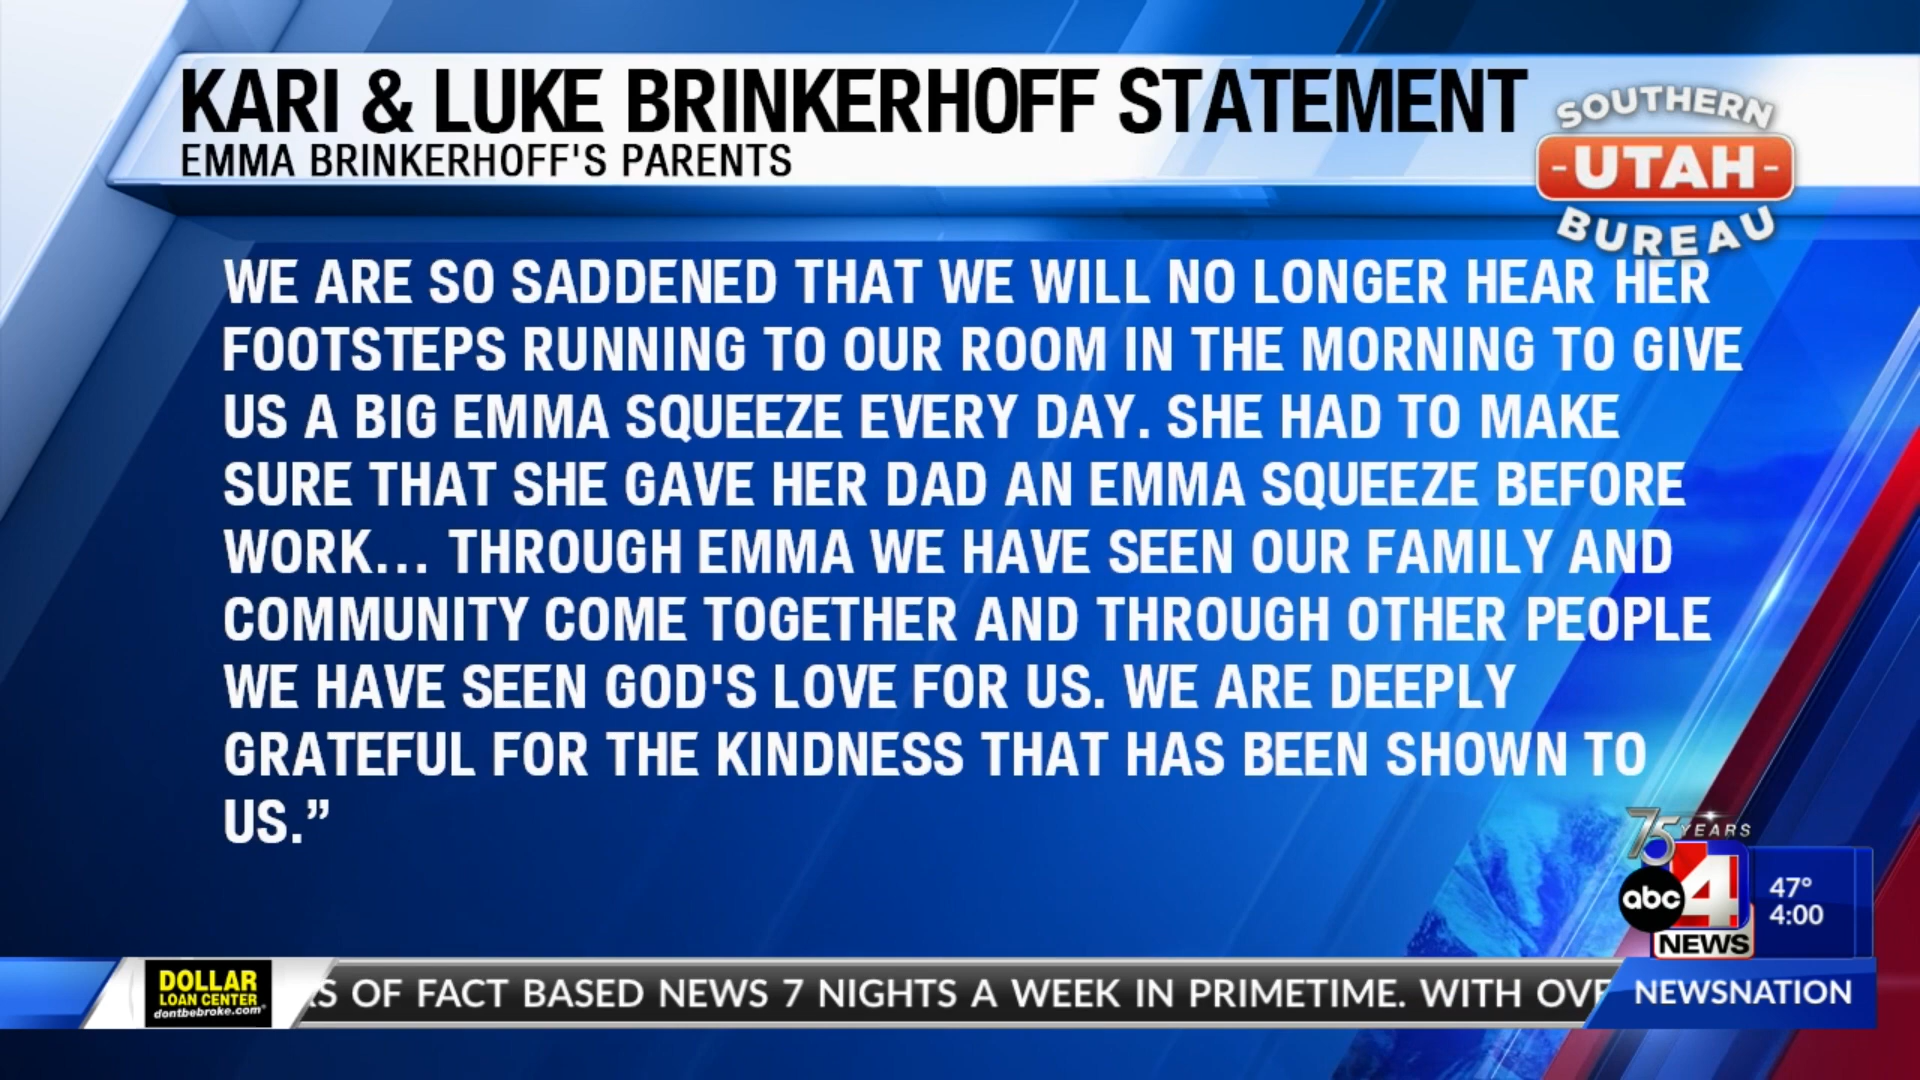 KARI & LUKE BRINKERHOFF STATEMENT
EMMA BRINKERHOFF'S PARENTS
SOUTHERN
-UTAH-
BUREAU
WE ARE SO SADDENED THAT WE WILL NO LONGER HEAR HER
FOOTSTEPS RUNNING TO OUR ROOM IN THE MORNING TO GIVE
US A BIG EMMA SQUEEZE EVERY DAY. SHE HAD TO MAKE
SURE THAT SHE GAVE HER DAD AN EMMA SQUEEZE BEFORE
WORK... THROUGH EMMA WE HAVE SEEN OUR FAMILY AND
COMMUNITY COME TOGETHER AND THROUGH OTHER PEOPLE
WE HAVE SEEN GOD'S LOVE FOR US. WE ARE DEEPLY
GRATEFUL FOR THE KINDNESS THAT HAS BEEN SHOWN TO
US.”
75 YEARS
abc 4
NEWS
47°
4:00
DOLLAR
LOAN CENTER
dontbebroke.com
OF FACT BASED NEWS 7 NIGHTS A WEEK IN PRIMETIME. WITH
NEWSNATION